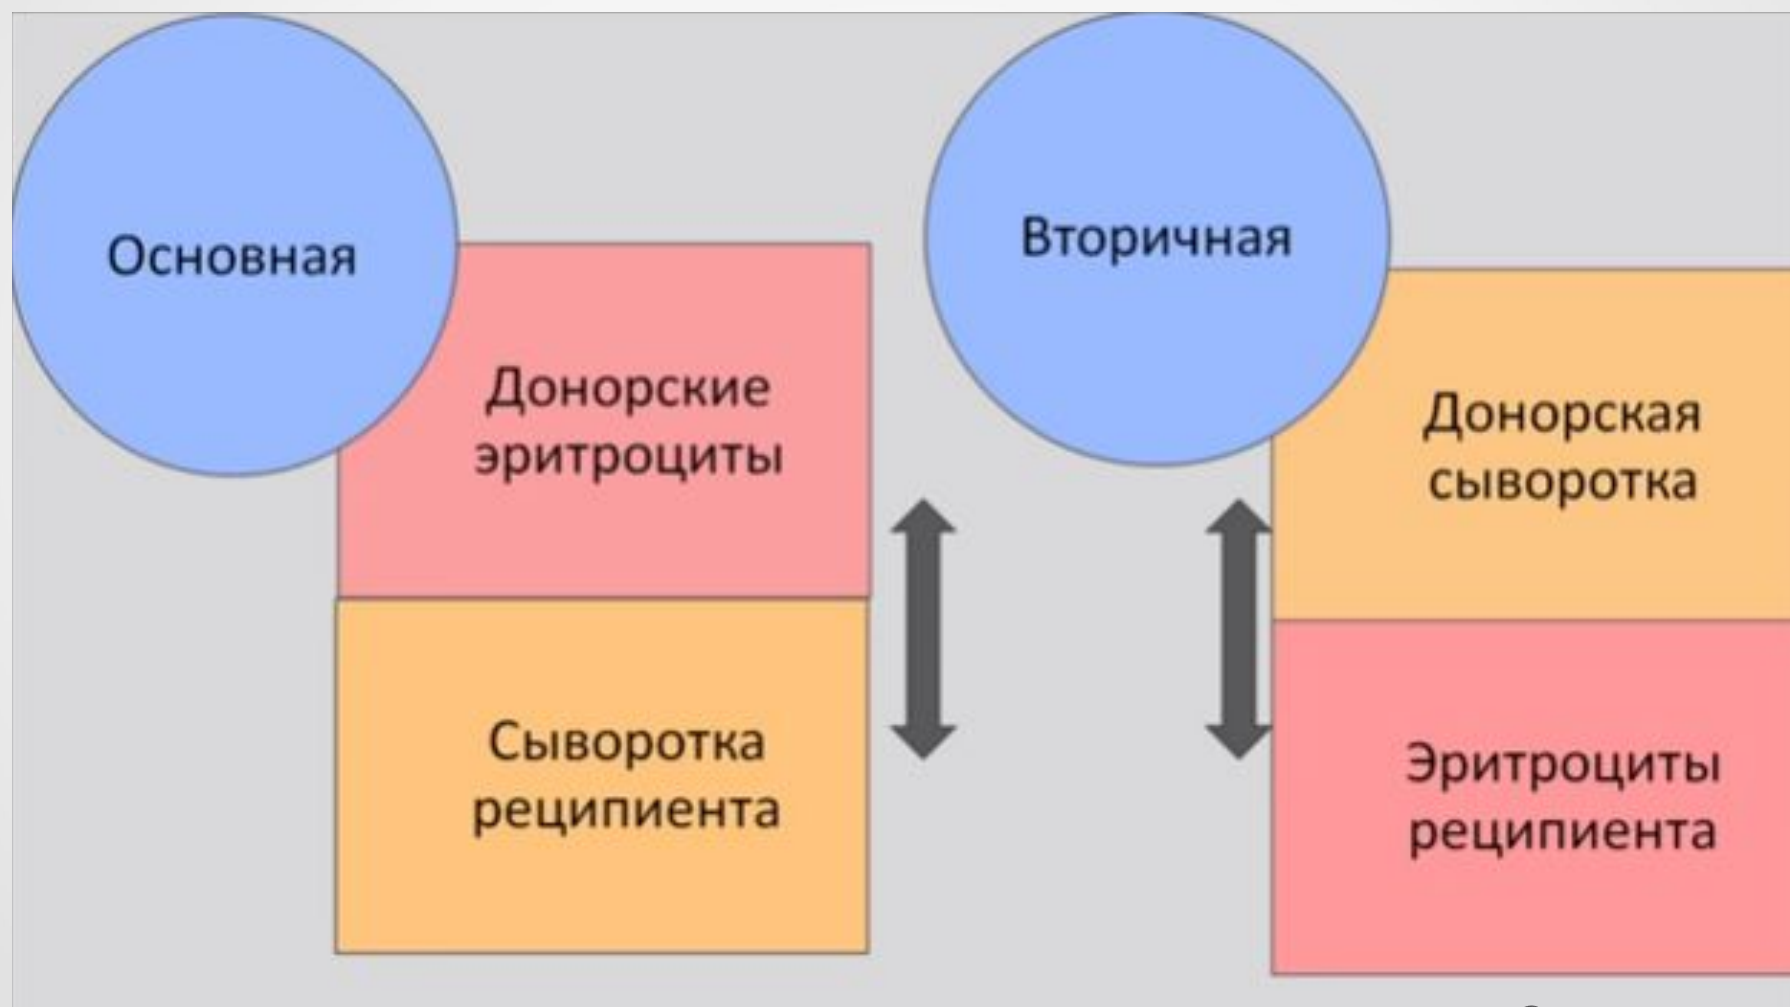 Основная
Донорские
эритроциты
Сыворотка
реципиента
Вторичная
Донорская
сыворотка
Эритроциты
реципиента